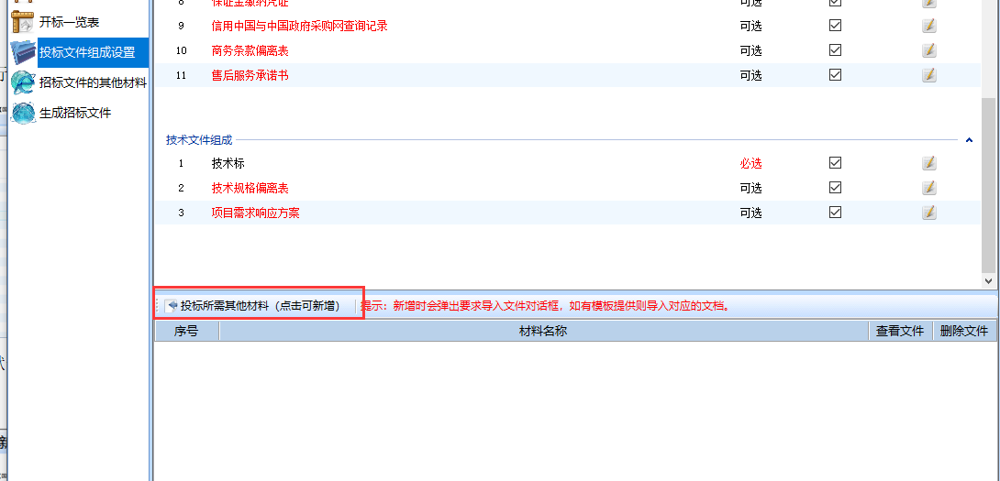 开标一览表
投标文件组成设置
招标文件的其他材料
生成招标文件
8 保证金缴纳凭证 可选
9 信用中国与中国政府采购网查询记录 可选
10 商务条款偏离表 可选
11 售后服务承诺书 可选
技术文件组成
1 技术标 必选
2 技术规格偏离表 可选
3 项目需求响应方案 可选
投标所需其他材料（点击可新增） 提示：新增时会弹出要求导入文件对话框，如有模板提供则导入对应的文档。
序号 材料名称 查看文件 删除文件